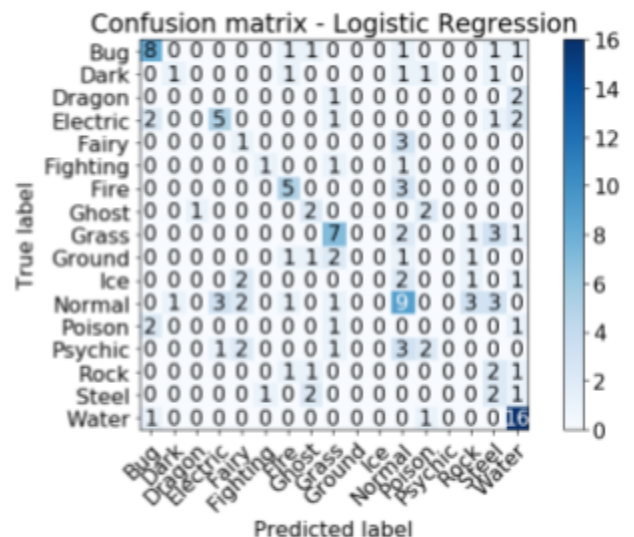 Confusion matrix - Logistic Regression
True label
Bug 8 0 0 0 0 0 1 1 0 0 0 1 0 0 0 1 1
Dark 0 1 0 0 0 0 1 0 0 0 0 1 1 0 0 1 0
Dragon 0 0 0 0 0 0 0 0 1 0 0 0 0 0 0 0 2
Electric 2 0 0 5 0 0 0 0 1 0 0 0 0 0 0 1 2
Fairy 0 0 0 0 1 0 0 0 0 0 0 3 0 0 0 0 0
Fighting 0 0 0 0 0 1 0 0 1 0 0 1 0 0 0 0 0
Fire 0 0 0 0 0 0 5 0 0 0 0 3 0 0 0 0 0
Ghost 0 0 1 0 0 0 0 2 0 0 0 0 2 0 0 0 0
Grass 0 0 0 0 0 0 0 0 7 0 0 2 0 0 1 3 1
Ground 0 0 0 0 0 0 1 1 2 0 0 1 0 0 1 0 0
Ice 0 0 0 0 2 0 0 0 0 0 0 2 0 0 1 0 1
Normal 0 1 0 3 2 0 1 0 1 0 0 9 0 0 3 3 0
Poison 2 0 0 0 0 0 0 0 1 0 0 0 0 0 0 0 1
Psychic 0 0 0 1 2 0 0 0 1 0 0 3 2 0 0 0 0
Rock 0 0 0 0 0 0 1 1 0 0 0 0 0 0 0 2 1
Steel 0 0 0 0 0 1 0 2 0 0 0 0 0 0 0 2 1
Water 1 0 0 0 0 0 0 0 0 0 0 0 1 0 0 0 16
Bug Dark Dragon Electric Fairy Fighting Fire Ghost Grass Ground Ice Normal Poison Psychic Rock Steel Water
Predicted label
16
14
12
10
8
6
4
2
0